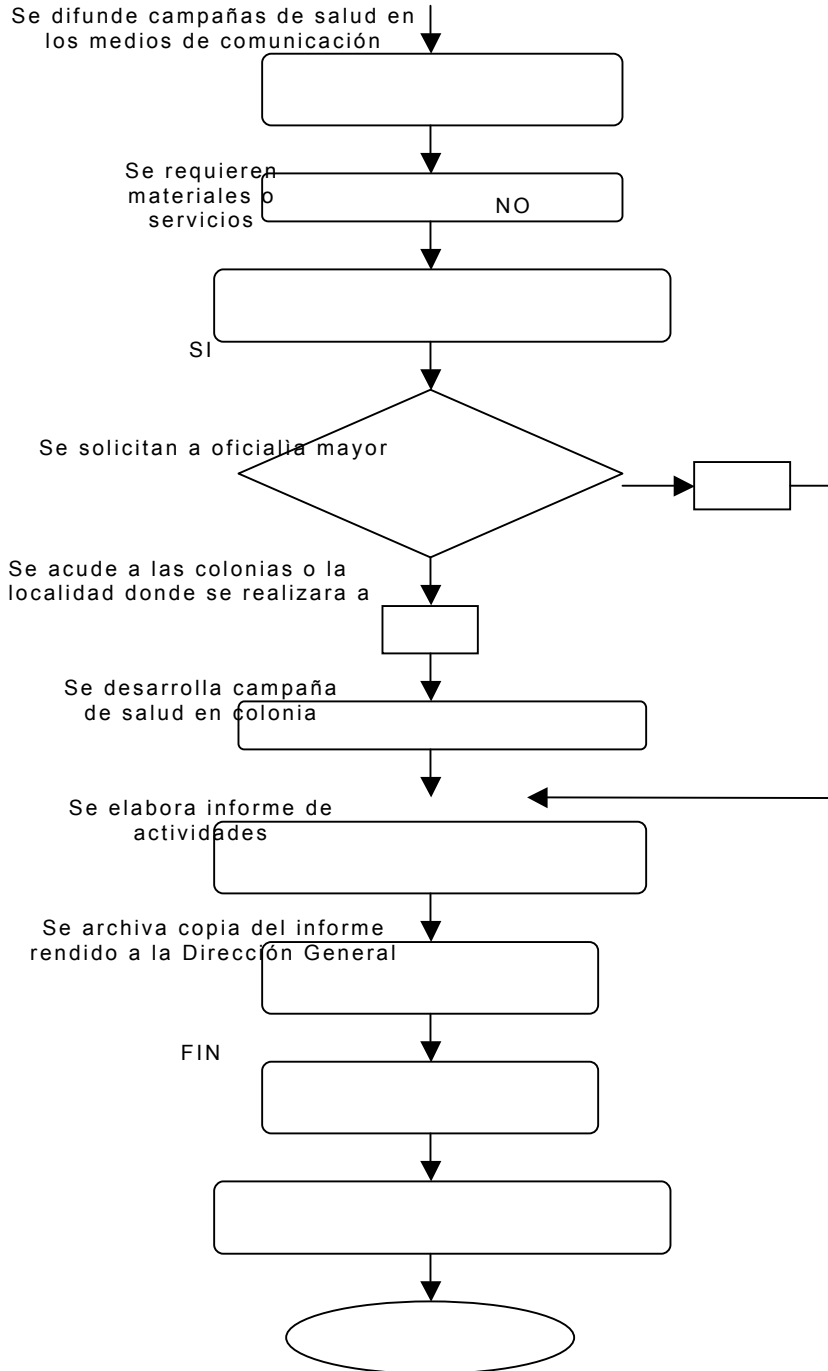 Se difunde campañas de salud en
los medios de comunicación
Se requieren
materiales o
servicios
NO
SI
Se solicitan a oficialìa mayor
Se acude a las colonias o la
localidad donde se realizara a
Se desarrolla campaña
de salud en colonia
Se elabora informe de
actividades
Se archiva copia del informe
rendido a la Dirección General
FIN